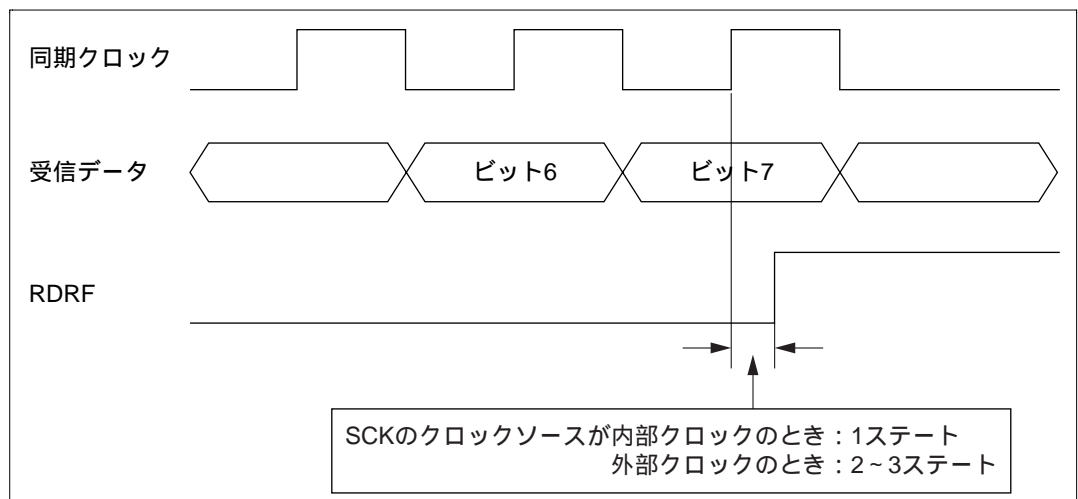 同期クロック
受信データ
ビット6
ビット7
RDRF
SCKのクロックソースが内部クロックのとき：1ステート
外部クロックのとき：2~3ステート